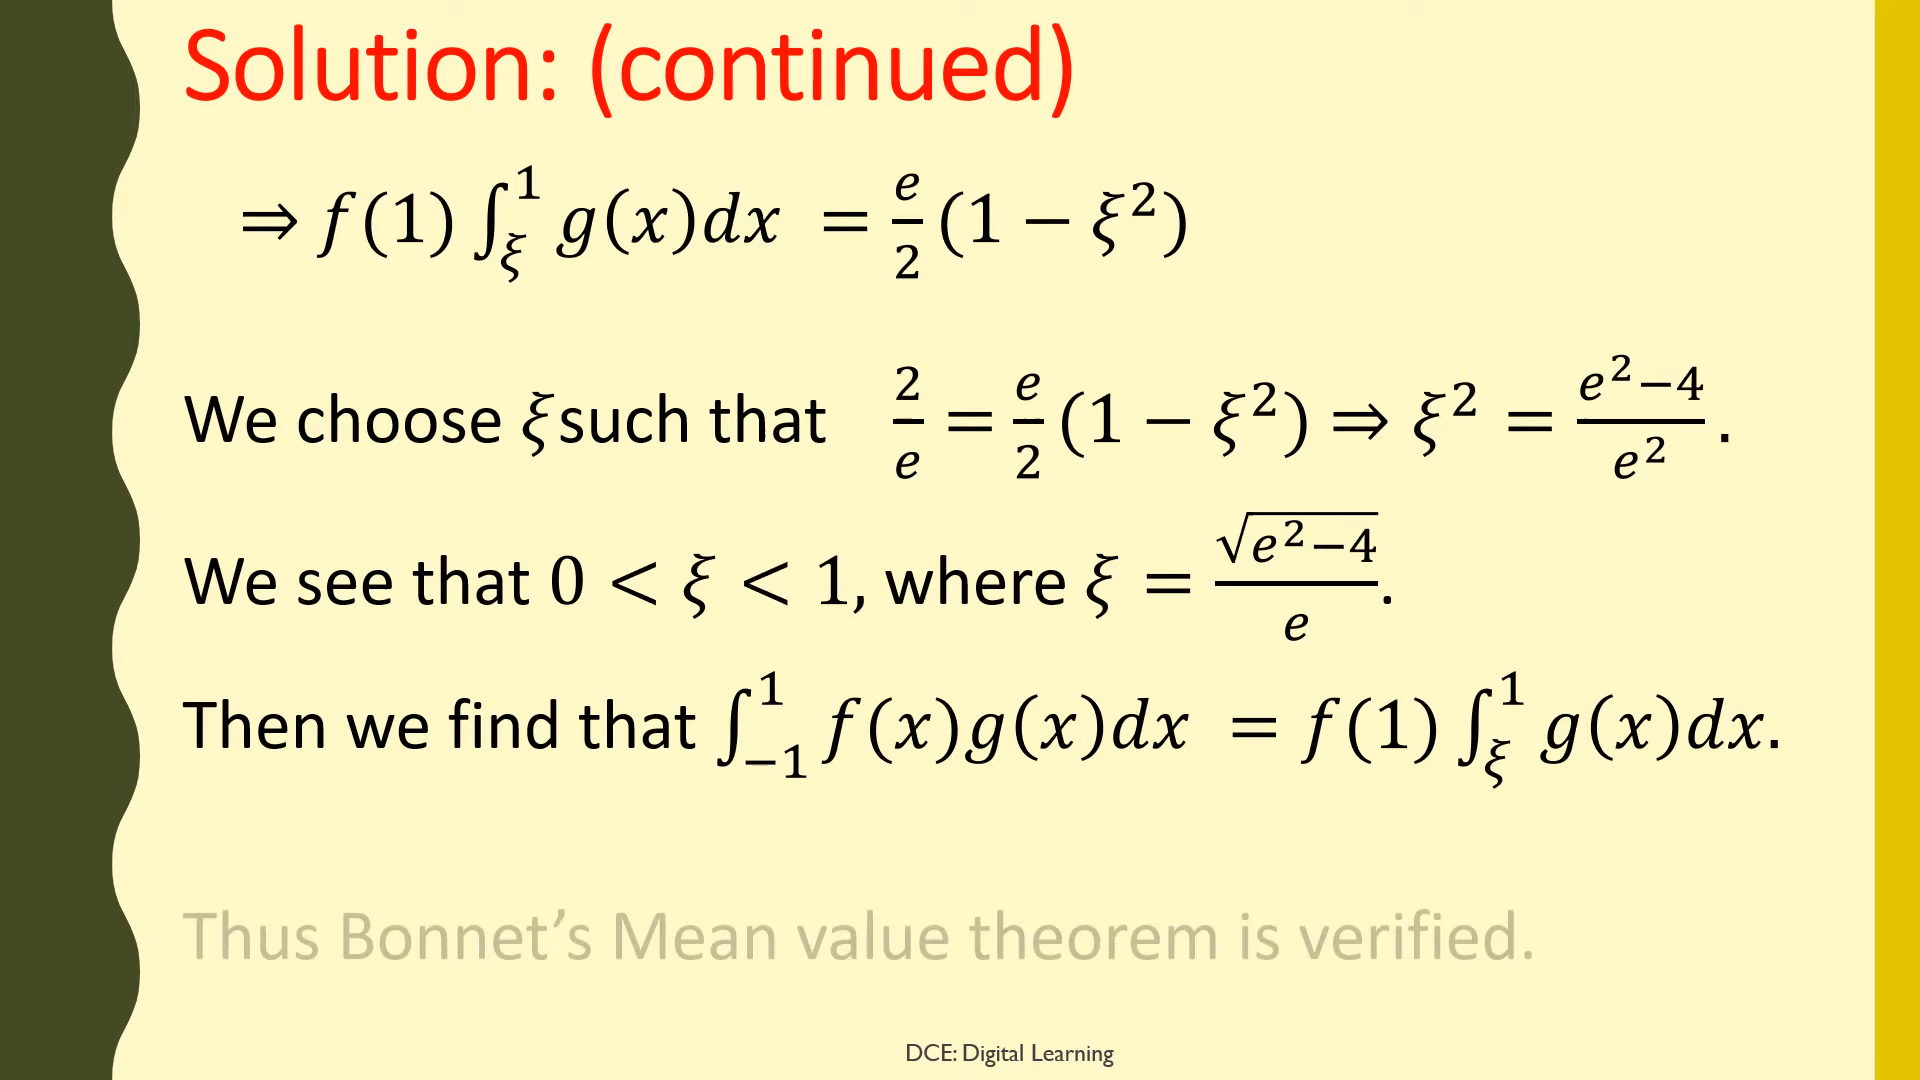 Solution: (continued)
⇒ f(1) ∫_ξ^1 g(x)dx = e/2 (1 − ξ²)
We choose ξ such that 2/e = e/2 (1 − ξ²) ⇒ ξ² = (e²−4)/e² .
We see that 0 < ξ < 1, where ξ = √(e²−4)/e.
Then we find that ∫_−1^1 f(x)g(x)dx = f(1) ∫_ξ^1 g(x)dx.
Thus Bonnet’s Mean value theorem is verified.
DCE: Digital Learning